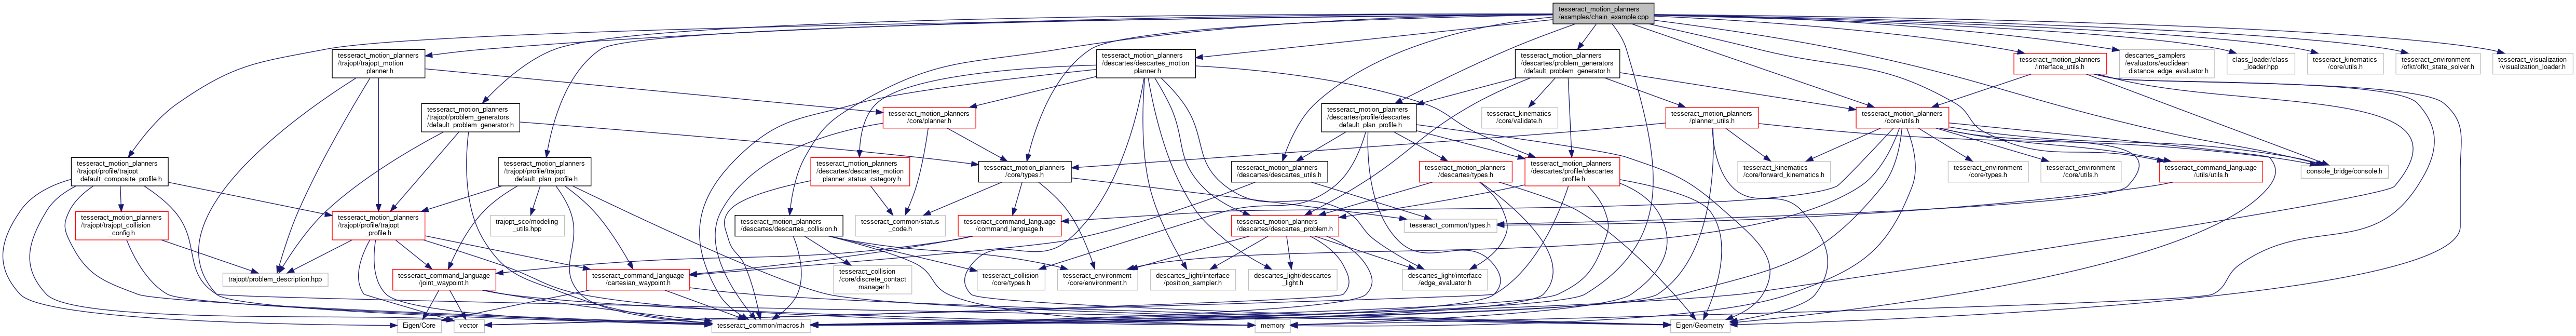 tesseract_motion_planners
/examples/chain_example.cpp
tesseract_motion_planners
/trajopt/trajopt_motion
_planner.h
tesseract_motion_planners
/descartes/descartes_motion
_planner.h
tesseract_motion_planners
/descartes/problem_generators
/default_problem_generator.h
tesseract_motion_planners
/interface_utils.h
descartes_samplers
/evaluators/euclidean
_distance_edge_evaluator.h
class_loader/class
_loader.hpp
tesseract_kinematics
/core/utils.h
tesseract_environment
/ofkt/ofkt_state_solver.h
tesseract_visualization
/visualization_loader.h
tesseract_motion_planners
/trajopt/problem_generators
/default_problem_generator.h
tesseract_motion_planners
/core/planner.h
tesseract_motion_planners
/descartes/profile/descartes
_default_plan_profile.h
tesseract_kinematics
/core/validate.h
tesseract_motion_planners
/planner_utils.h
tesseract_motion_planners
/core/utils.h
tesseract_motion_planners
/trajopt/profile/trajopt
_default_composite_profile.h
tesseract_motion_planners
/trajopt/profile/trajopt
_default_plan_profile.h
tesseract_motion_planners
/descartes/descartes_motion
_planner_status_category.h
tesseract_motion_planners
/core/types.h
tesseract_motion_planners
/descartes/descartes_utils.h
tesseract_motion_planners
/descartes/types.h
tesseract_motion_planners
/descartes/profile/descartes
_profile.h
tesseract_kinematics
/core/forward_kinematics.h
tesseract_environment
/core/types.h
tesseract_environment
/core/utils.h
tesseract_command_language
/utils/utils.h
console_bridge/console.h
tesseract_motion_planners
/trajopt/trajopt_collision
_config.h
tesseract_motion_planners
/trajopt/profile/trajopt
_profile.h
trajopt_sco/modeling
_utils.hpp
tesseract_motion_planners
/descartes/descartes_collision.h
tesseract_common/status
_code.h
tesseract_command_language
/command_language.h
tesseract_motion_planners
/descartes/descartes_problem.h
tesseract_common/types.h
trajopt/problem_description.hpp
tesseract_command_language
/joint_waypoint.h
tesseract_command_language
/cartesian_waypoint.h
tesseract_collision
/core/discrete_contact
_manager.h
tesseract_collision
/core/types.h
tesseract_environment
/core/environment.h
descartes_light/interface
/position_sampler.h
descartes_light/descartes
_light.h
descartes_light/interface
/edge_evaluator.h
Eigen/Core
vector
tesseract_common/macros.h
memory
Eigen/Geometry